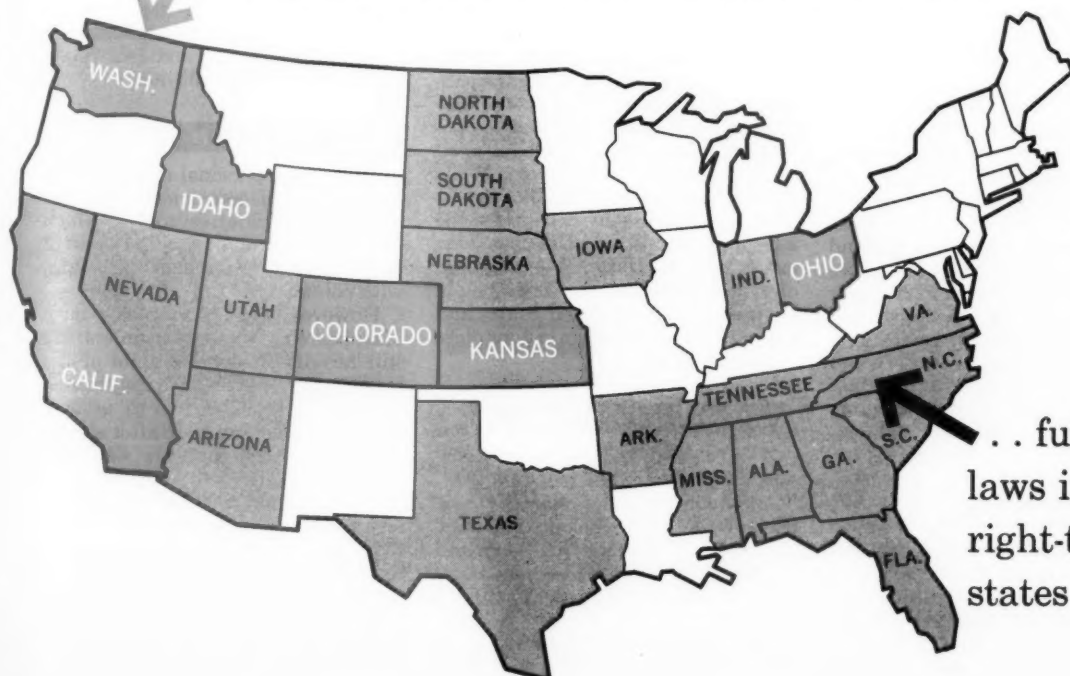 WASH.
NORTH
DAKOTA
SOUTH
DAKOTA
IDAHO
IOWA
NEBRASKA
OHIO
IND.
NEVADA
UTAH
COLORADO
KANSAS
VA.
CALIF.
N.C.
TENNESSEE
ARIZONA
ARK.
S.C.
MISS.
ALA.
GA.
TEXAS
FLA.
. . fu
laws i
right-t
states